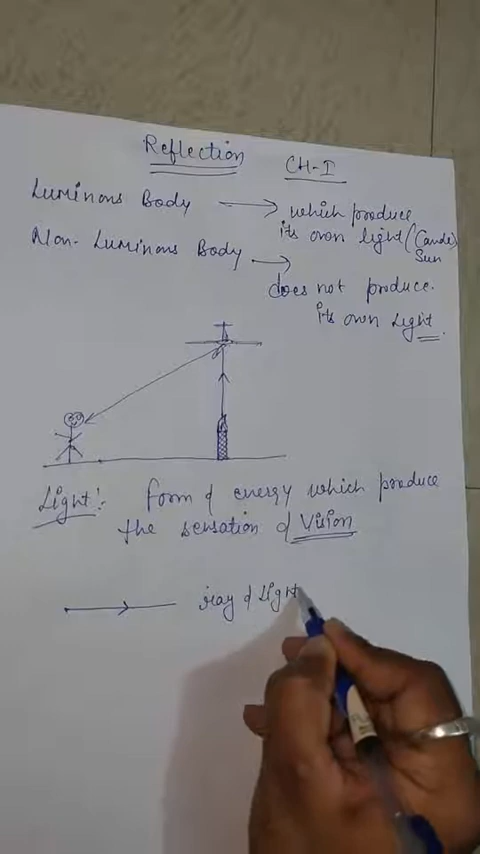 Reflection CH-I
Luminous Body → which produce
its own light (Candle)
Sun
Non-Luminous Body →
does not produce.
its own Light.
Light:- form of energy which produce
the sensation of Vision
ray of Light